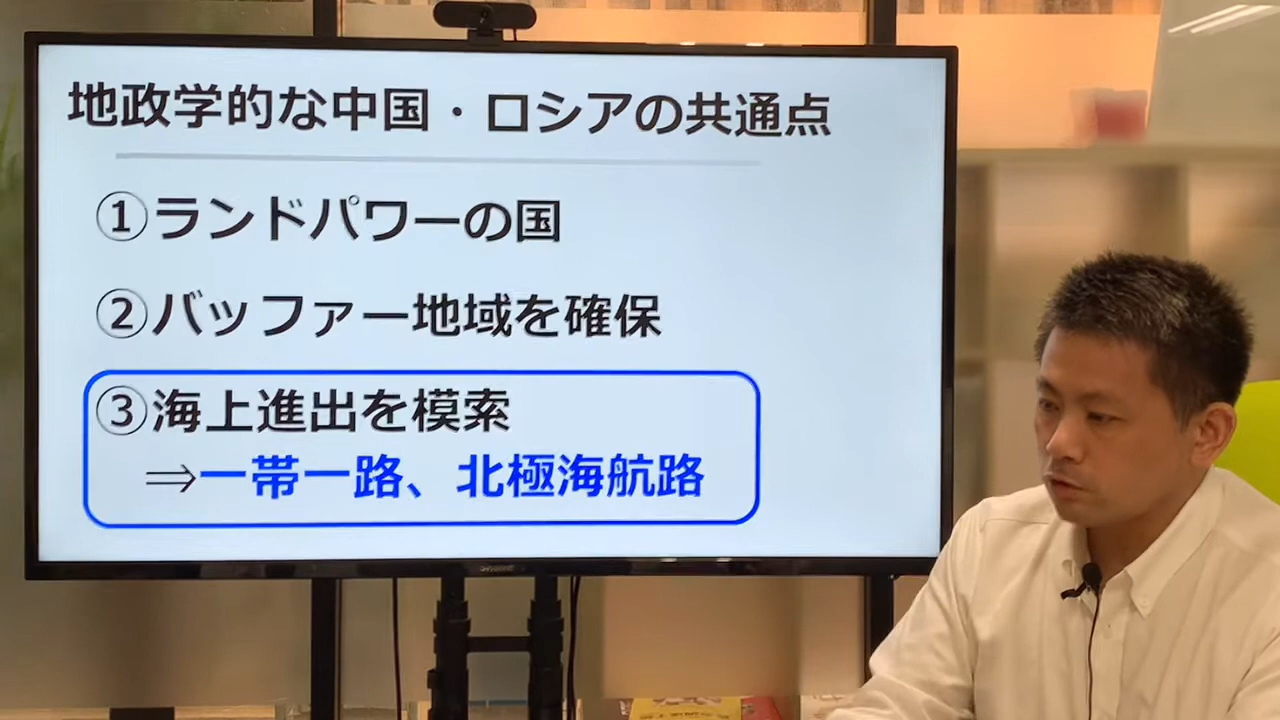 地政学的な中国・ロシアの共通点
①ランドパワーの国
②バッファー地域を確保
③海上進出を模索
⇒一帯一路、北極海航路